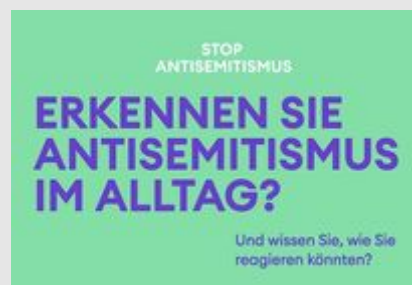 STOP
ANTISEMITISMUS
ERKENNEN SIE
ANTISEMITISMUS
IM ALLTAG?
Und wissen Sie, wie Sie
reagieren könnten?